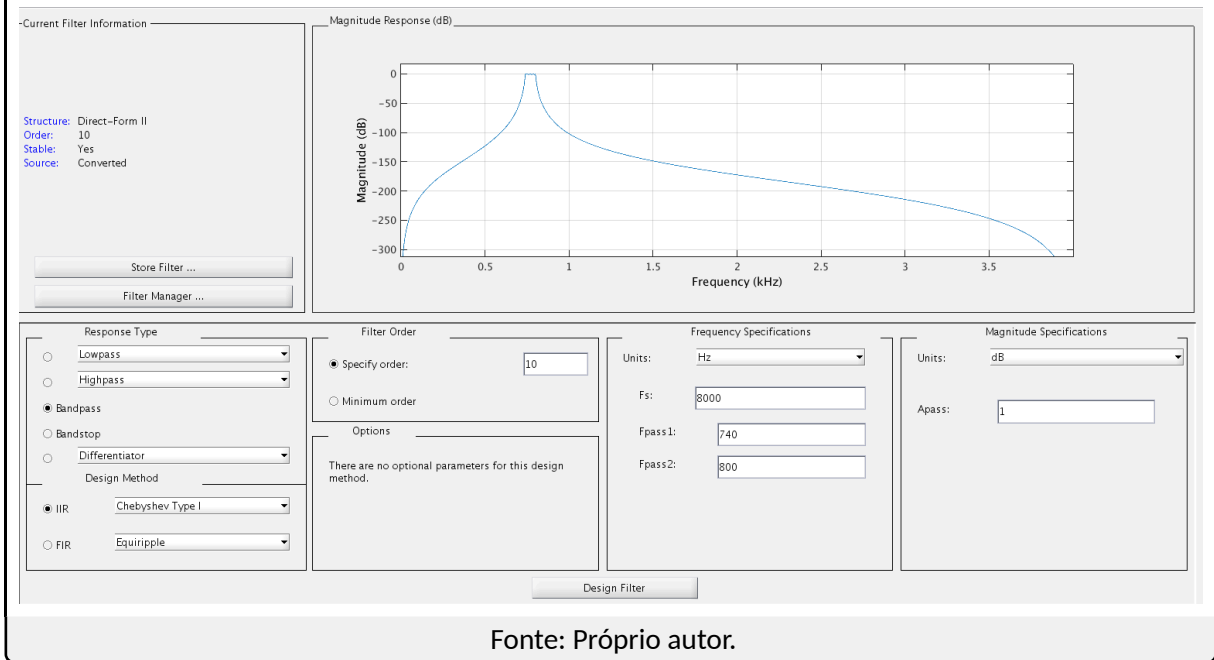 Current Filter Information
Structure: Direct-Form II
Order: 10
Stable: Yes
Source: Converted
Store Filter ...
Filter Manager ...
Magnitude Response (dB)
0
-50
-100
-150
-200
-250
-300
Magnitude (dB)
0 0.5 1 1.5 2 2.5 3 3.5
Frequency (kHz)
Response Type
Lowpass
Highpass
Bandpass
Bandstop
Differentiator
Design Method
IIR Chebyshev Type I
FIR Equiripple
Filter Order
Specify order: 10
Minimum order
Options
There are no optional parameters for this design
method.
Frequency Specifications
Units: Hz
Fs: 8000
Fpass1: 740
Fpass2: 800
Magnitude Specifications
Units: dB
Apass: 1
Design Filter
Fonte: Próprio autor.